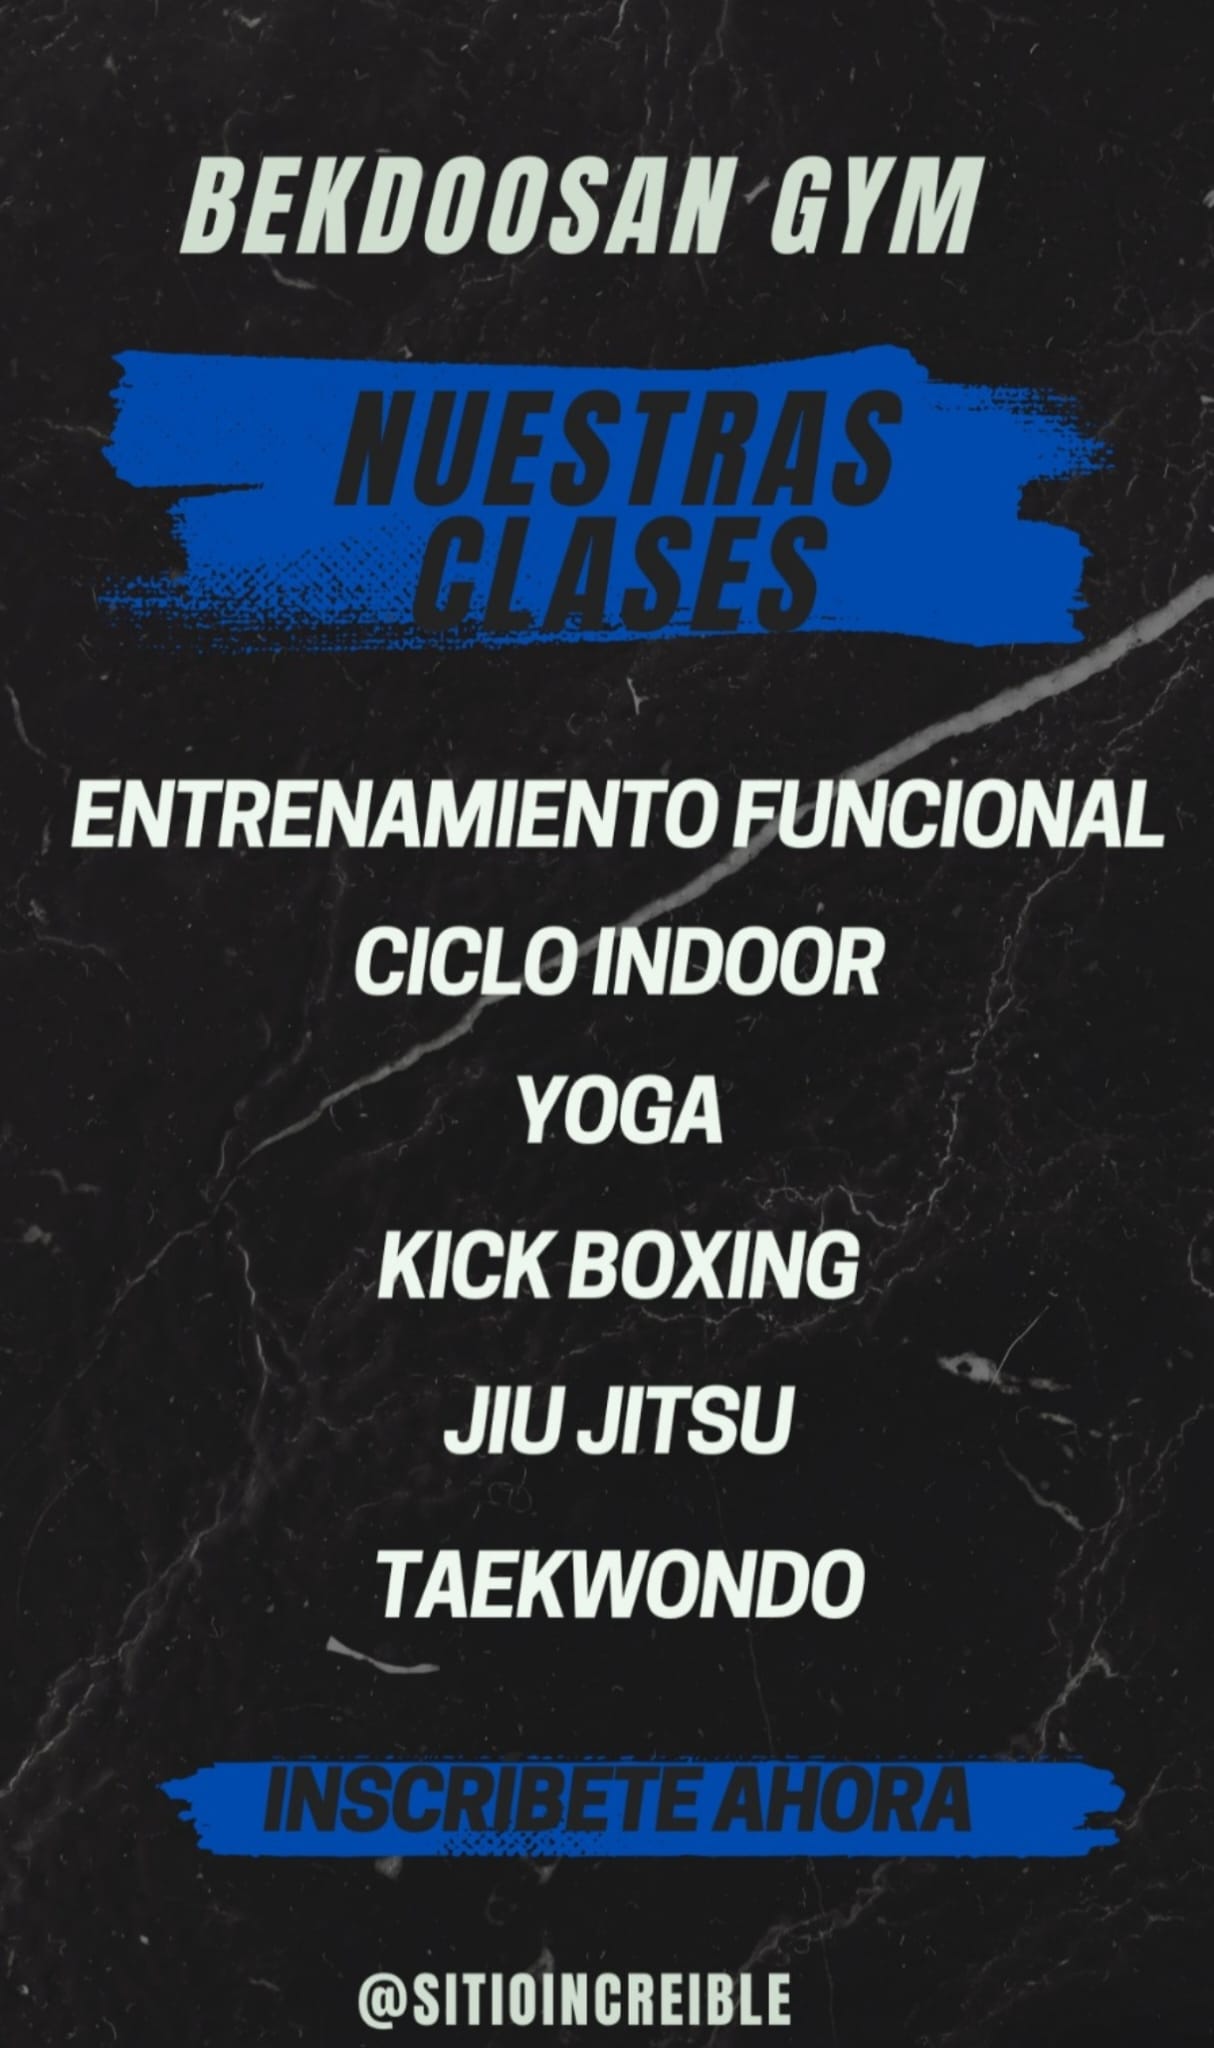 BEKDOOSAN GYM
NUESTRAS
CLASES
ENTRENAMIENTO FUNCIONAL
CICLO INDOOR
YOGA
KICK BOXING
JIU JITSU
TAEKWONDO
INSCRIBETE AHORA
@SITIOINCREIBLE